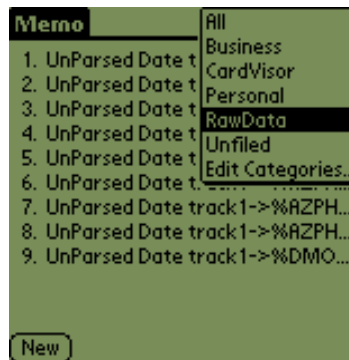 Memo
All
Business
CardVisor
Personal
RawData
Unfiled
Edit Categories..
1. UnParsed Date t
2. UnParsed Date t
3. UnParsed Date t
4. UnParsed Date t
5. UnParsed Date t
6. UnParsed Date t
7. UnParsed Date track1->%AZPH...
8. UnParsed Date track1->%AZPH...
9. UnParsed Date track1->%DMO...
New